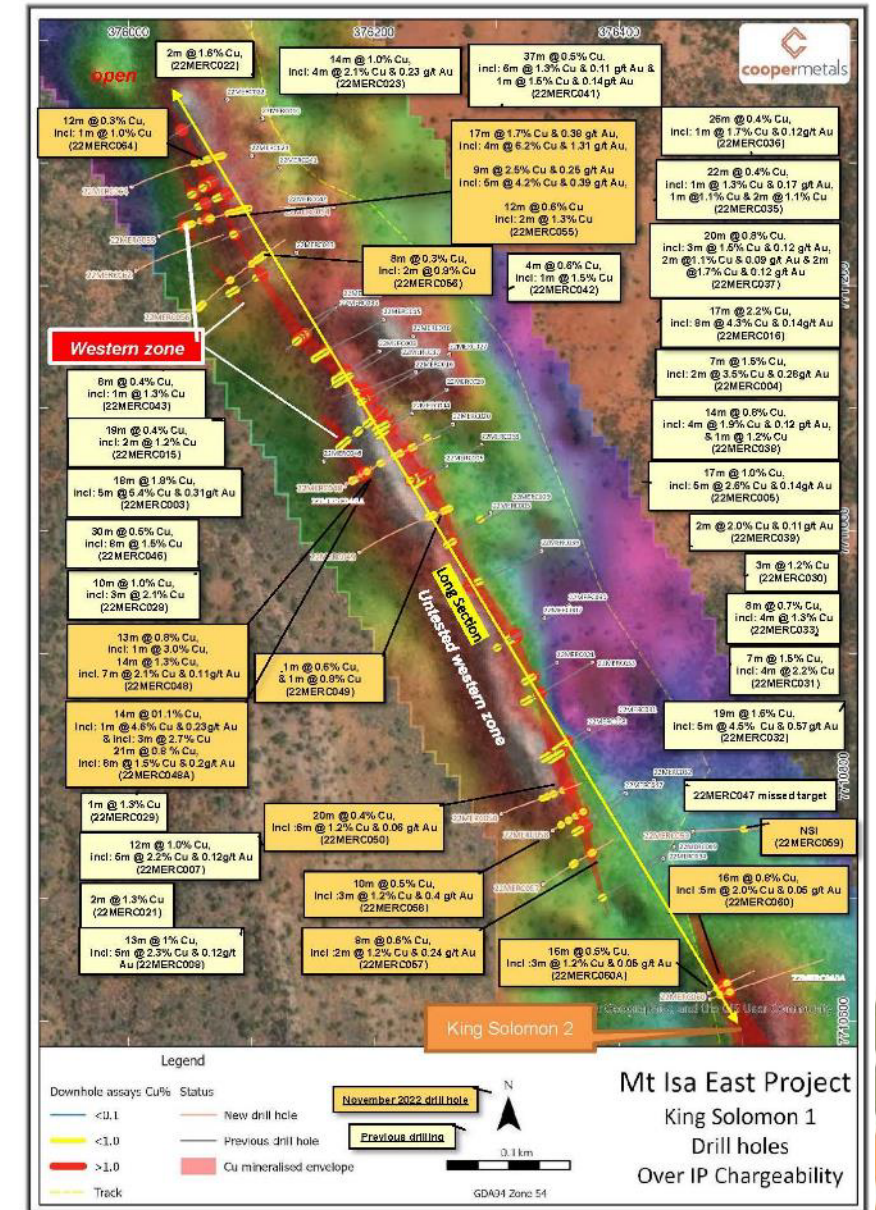 376000
376200
376400
open
coopermetals
2m @ 1.6% Cu
(22MERC022)
14m @ 1.0% Cu,
incl: 4m @ 2.1% Cu & 0.23 g/t Au
(22MERC023)
37m @ 0.5% Cu,
incl: 6m @ 1.3% Cu & 0.11 g/t Au &
1m @ 1.5% Cu & 0.14g/t Au
(22MERC041)
12m @ 0.3% Cu,
Incl: 1m @ 1.0% Cu
(22MERC064)
17m @ 1.7% Cu & 0.38 g/t Au,
incl: 4m @ 6.2% Cu & 1.31 g/t Au,
9m @ 2.5% Cu & 0.25 g/t Au
incl: 5m @ 4.2% Cu & 0.39 g/t Au,
12m @ 0.6% Cu
incl: 2m @ 1.3% Cu
(22MERC055)
26m @ 0.4% Cu,
incl: 1m @ 1.7% Cu & 0.12g/t Au
(22MERC036)
22m @ 0.4% Cu,
incl: 1m @ 1.3% Cu & 0.17 g/t Au,
1m @1.1% Cu & 2m @ 1.1% Cu
(22MERC035)
8m @ 0.3% Cu,
incl: 2m @ 0.9% Cu
(22MERC056)
4m @ 0.6% Cu,
incl: 1m @ 1.5% Cu
(22MERC042)
20m @ 0.8% Cu,
incl: 3m @ 1.5% Cu & 0.12 g/t Au,
2m @1.1% Cu & 0.09 g/t Au & 2m
@1.7% Cu & 0.12 g/t Au
(22MERC037)
17m @ 2.2% Cu,
incl: 8m @ 4.3% Cu & 0.14g/t Au
(22MERC016)
Western zone
7m @ 1.5% Cu,
incl: 2m @ 3.5% Cu & 0.28g/t Au
(22MERC004)
8m @ 0.4% Cu,
incl: 1m @ 1.3% Cu
(22MERC043)
14m @ 0.6% Cu,
incl: 4m @ 1.9% Cu & 0.12 g/t Au,
& 1m @ 1.2% Cu
(22MERC038)
19m @ 0.4% Cu,
incl: 2m @ 1.2% Cu
(22MERC015)
17m @ 1.0% Cu,
incl: 5m @ 2.6% Cu & 0.14g/t Au
(22MERC005)
18m @ 1.9% Cu,
incl: 5m @ 5.4% Cu & 0.31g/t Au
(22MERC003)
2m @ 2.0% Cu & 0.11g/t Au
(22MERC039)
30m @ 0.5% Cu,
incl: 8m @ 1.5% Cu
(22MERC046)
3m @ 1.2% Cu
(22MERC030)
10m @ 1.0% Cu,
incl: 3m @ 2.1% Cu
(22MERC028)
8m @ 0.7% Cu,
incl: 4m @ 1.3% Cu
(22MERC033)
Long Section
Untested western zone
13m @ 0.8% Cu,
incl: 1m @ 3.0% Cu,
14m @ 1.3% Cu,
incl: 7m @ 2.1% Cu & 0.11g/t Au
(22MERC048)
1m @ 0.6% Cu,
& 1m @ 0.8% Cu
(22MERC049)
7m @ 1.5% Cu,
incl: 4m @ 2.2% Cu
(22MERC031)
14m @ 01.1% Cu,
Incl: 1m @ 4.6% Cu & 0.23g/t Au
& incl: 3m @ 2.7% Cu
21m @ 0.8 % Cu,
incl: 6m @ 1.5% Cu & 0.2g/t Au
(22MERC048A)
19m @ 1.6% Cu,
incl: 5m @ 4.5% Cu & 0.57 g/t Au
(22MERC032)
1m @ 1.3% Cu
(22MERC029)
22MERC047 missed target
20m @ 0.4% Cu,
Incl :6m @ 1.2% Cu & 0.06 g/t Au
(22MERC050)
NSI
(22MERC059)
12m @ 1.0% Cu,
incl: 5m @ 2.2% Cu & 0.12g/t Au
(22MERC007)
10m @ 0.5% Cu,
Incl :3m @ 1.2% Cu & 0.4 g/t Au
(22MERC058)
16m @ 0.8% Cu,
Incl :5m @ 2.0% Cu & 0.05 g/t Au
(22MERC060)
2m @ 1.3% Cu
(22MERC021)
8m @ 0.6% Cu,
Incl :2m @ 1.2% Cu & 0.24 g/t Au
(22MERC057)
16m @ 0.5% Cu,
Incl :3m @ 1.2% Cu & 0.05 g/t Au
(22MERC060A)
13m @ 1% Cu,
incl: 5m @ 2.3% Cu & 0.12g/t
Au (22MERC008)
7711200
7711000
7710800
7710600
King Solomon 2
Legend
Downhole assays Cu%
<0.1
<1.0
>1.0
Track
Status
New drill hole
Previous drill hole
Cu mineralised envelope
November 2022 drill hole
Previous drilling
N
0.1 km
GDA94 Zone 54
Mt Isa East Project
King Solomon 1
Drill holes
Over IP Chargeability